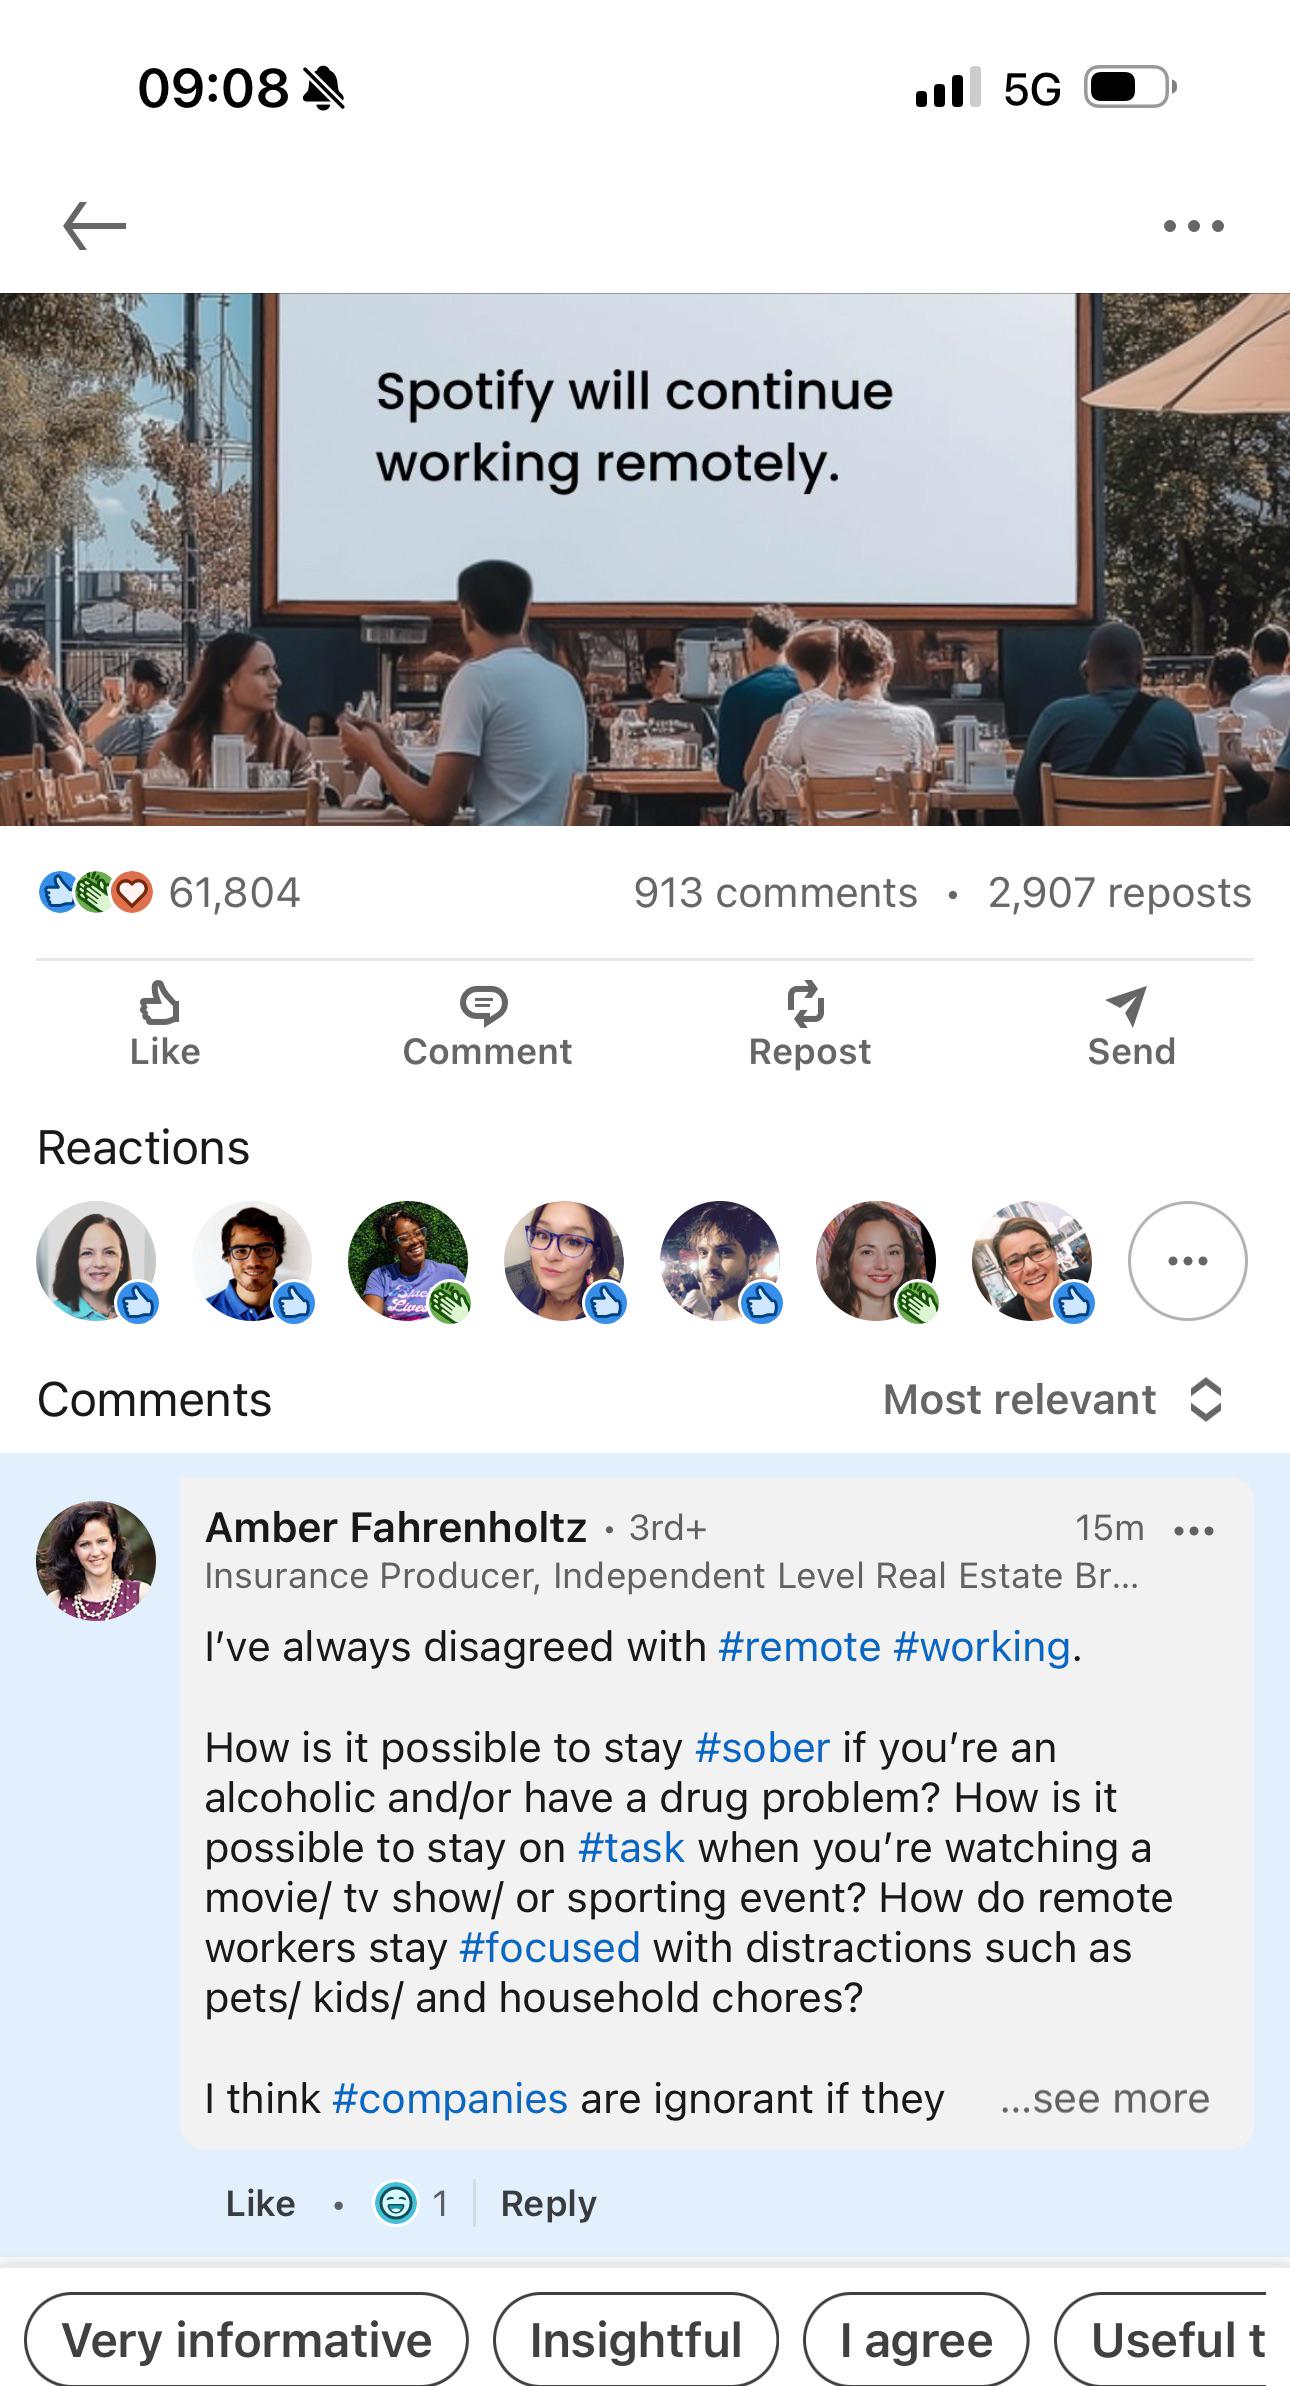 09:08
5G
Spotify will continue
working remotely.
61,804
913 comments • 2,907 reposts
Like
Comment
Repost
Send
Reactions
Comments
Most relevant
Amber Fahrenholtz • 3rd+
15m
Insurance Producer, Independent Level Real Estate Br...
I’ve always disagreed with #remote #working.
How is it possible to stay #sober if you’re an
alcoholic and/or have a drug problem? How is it
possible to stay on #task when you’re watching a
movie/ tv show/ or sporting event? How do remote
workers stay #focused with distractions such as
pets/ kids/ and household chores?
I think #companies are ignorant if they ...see more
Like • 1 Reply
Very informative
Insightful
I agree
Useful t